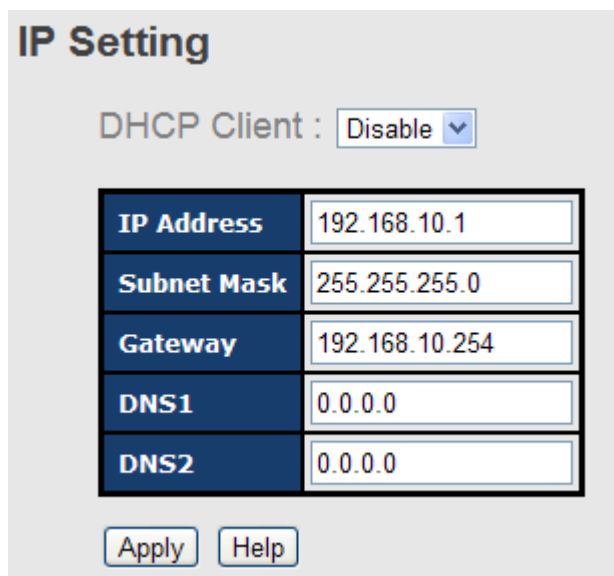 IP Setting
DHCP Client : Disable
IP Address 192.168.10.1
Subnet Mask 255.255.255.0
Gateway 192.168.10.254
DNS1 0.0.0.0
DNS2 0.0.0.0
Apply Help